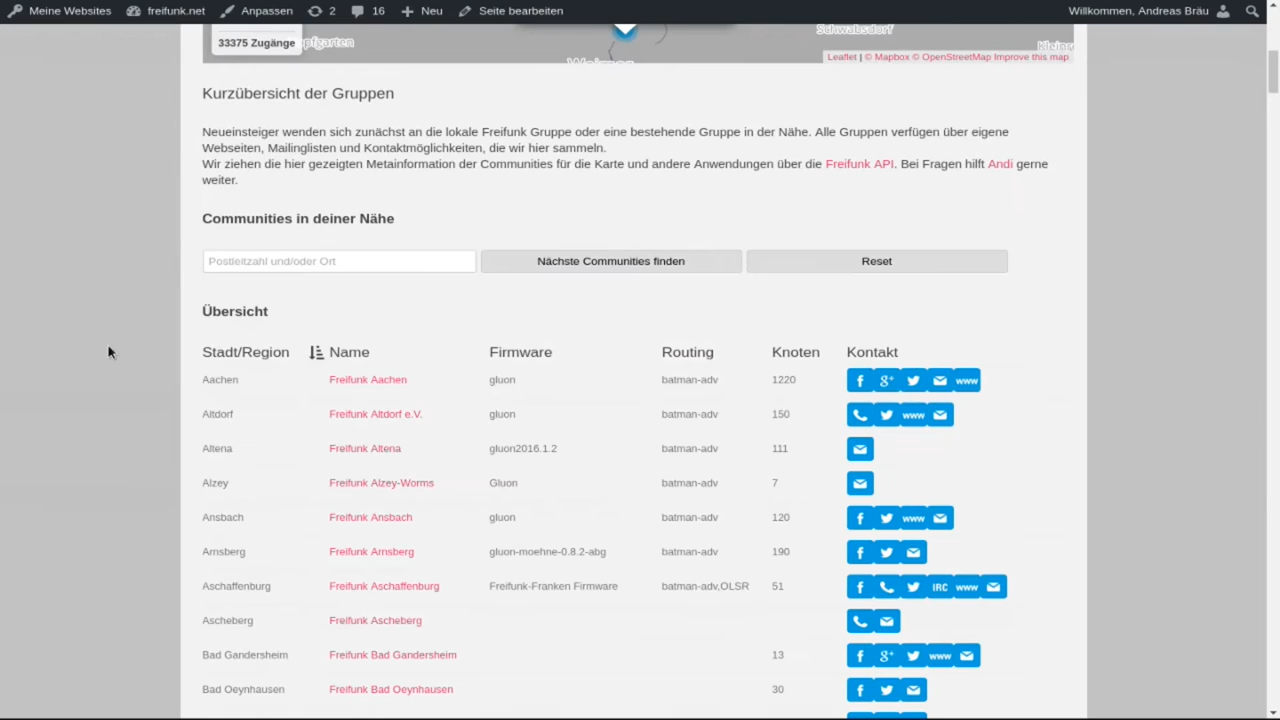 Meine Websites freifunk.net Anpassen 2 16 Neu Seite bearbeiten Willkommen, Andreas Bräu
Schwabsdorf
33375 Zugänge pfgarten
Leaflet | © Mapbox © OpenStreetMap Improve this map
Kurzübersicht der Gruppen
Neueinsteiger wenden sich zunächst an die lokale Freifunk Gruppe oder eine bestehende Gruppe in der Nähe. Alle Gruppen verfügen über eigene
Webseiten, Mailinglisten und Kontaktmöglichkeiten, die wir hier sammeln.
Wir ziehen die hier gezeigten Metainformation der Communities für die Karte und andere Anwendungen über die Freifunk API. Bei Fragen hilft Andi gerne
weiter.
Communities in deiner Nähe
Postleitzahl und/oder Ort Nächste Communities finden Reset
Übersicht
Stadt/Region Name Firmware Routing Knoten Kontakt
Aachen Freifunk Aachen gluon batman-adv 1220 f g+ www
Altdorf Freifunk Altdorf e.V. gluon batman-adv 150 www
Altena Freifunk Altena gluon2016.1.2 batman-adv 111
Alzey Freifunk Alzey-Worms Gluon batman-adv 7
Ansbach Freifunk Ansbach gluon batman-adv 120 f www
Arnsberg Freifunk Arnsberg gluon-moehne-0.8.2-abg batman-adv 190 f
Aschaffenburg Freifunk Aschaffenburg Freifunk-Franken Firmware batman-adv,OLSR 51 f IRC www
Ascheberg Freifunk Ascheberg
Bad Gandersheim Freifunk Bad Gandersheim 13 f g+ www
Bad Oeynhausen Freifunk Bad Oeynhausen 30 f